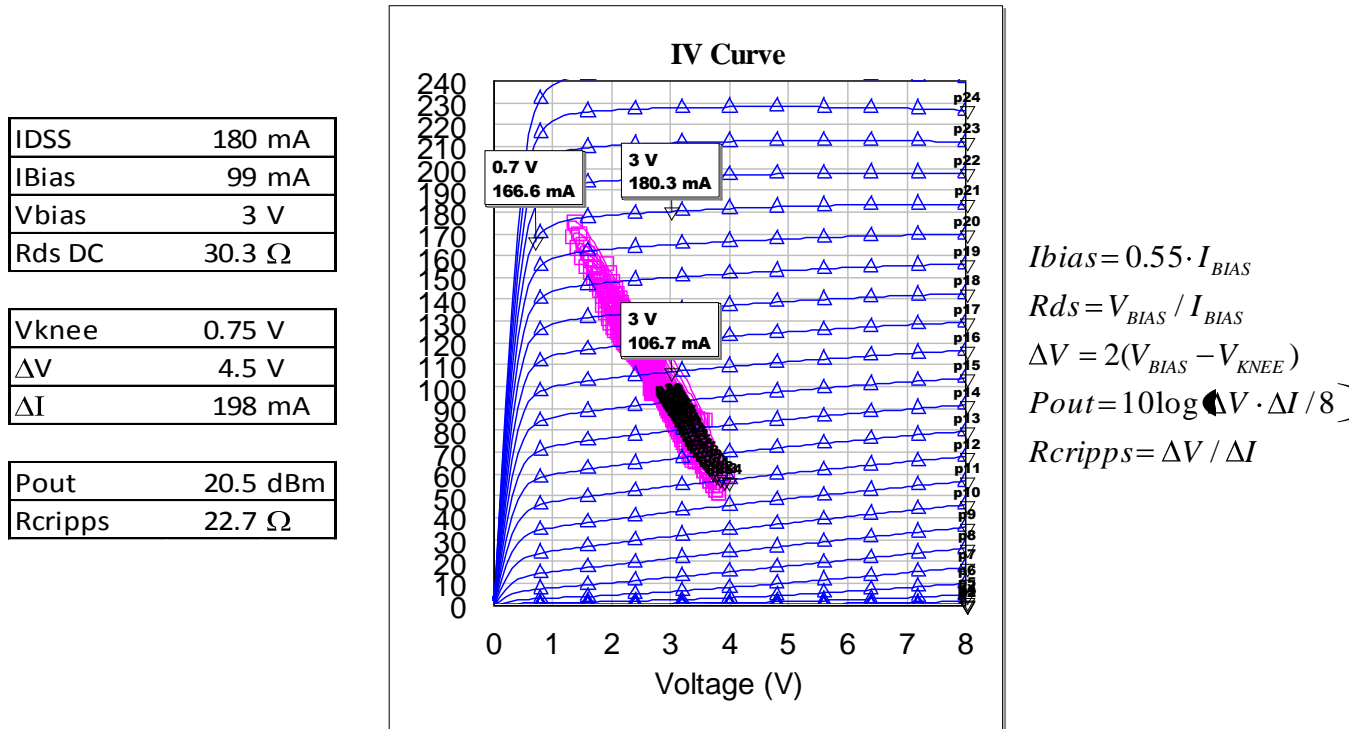 IDSS 180 mA
IBias 99 mA
Vbias 3 V
Rds DC 30.3 Ω
Vknee 0.75 V
ΔV 4.5 V
ΔI 198 mA
Pout 20.5 dBm
Rcripps 22.7 Ω
IV Curve
240
230
220
210
200
190
180
170
160
150
140
130
120
110
100
90
80
70
60
50
40
30
20
10
0
0.7 V
166.6 mA
3 V
180.3 mA
3 V
106.7 mA
p24
p23
p22
p21
p20
p19
p18
p17
p16
p15
p14
p13
p12
p11
p10
p9
p8
p7
p6
0 1 2 3 4 5 6 7 8
Voltage (V)
Ibias = 0.55 · I_BIAS
Rds = V_BIAS / I_BIAS
ΔV = 2(V_BIAS − V_KNEE)
Pout = 10log(ΔV · ΔI / 8)
Rcripps = ΔV / ΔI